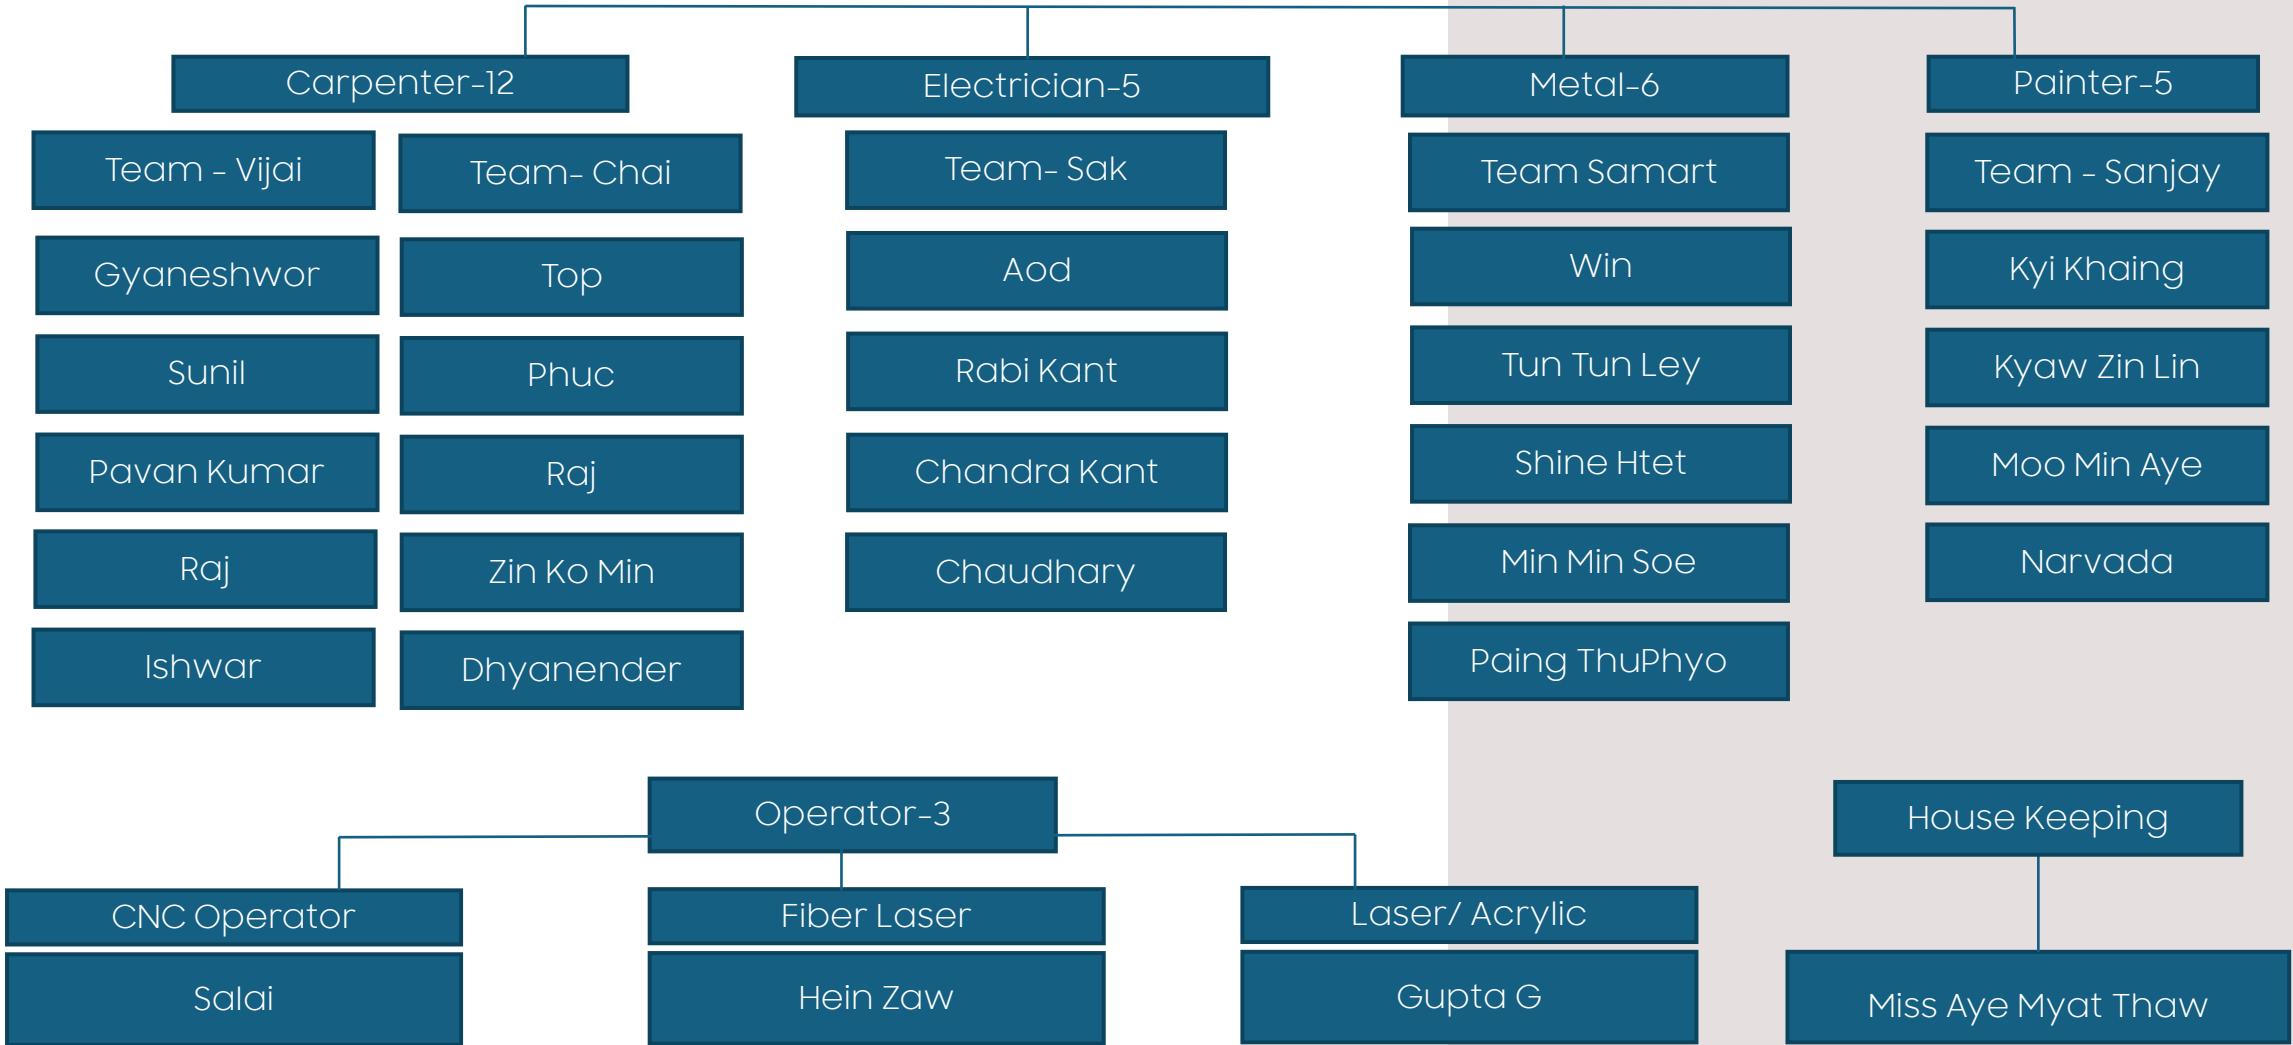 Carpenter-12
Electrician-5
Metal-6
Painter-5
Team - Vijai
Gyaneshwor
Sunil
Pavan Kumar
Raj
Ishwar
Team- Chai
Top
Phuc
Raj
Zin Ko Min
Dhyanender
Team- Sak
Aod
Rabi Kant
Chandra Kant
Chaudhary
Team Samart
Win
Tun Tun Ley
Shine Htet
Min Min Soe
Paing ThuPhyo
Team - Sanjay
Kyi Khaing
Kyaw Zin Lin
Moo Min Aye
Narvada
Operator-3
CNC Operator
Salai
Fiber Laser
Hein Zaw
Laser/ Acrylic
Gupta G
House Keeping
Miss Aye Myat Thaw